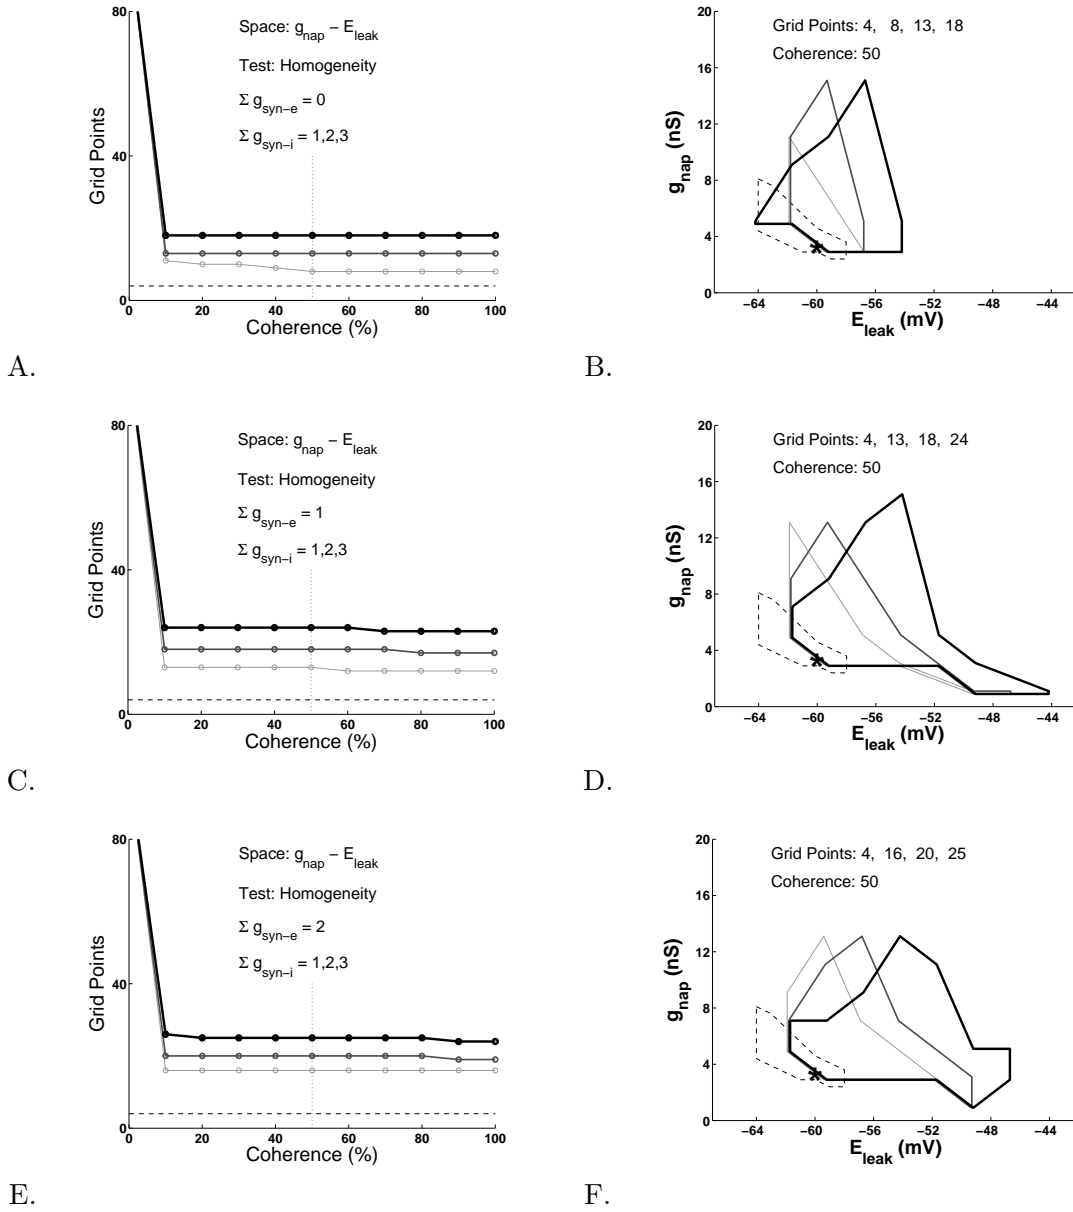 80
40
0
Grid Points
Space: g_nap − E_leak
Test: Homogeneity
Σ g_syn−e = 0
Σ g_syn−i = 1,2,3
0 20 40 60 80 100
Coherence (%)
A.
20
16
12
8
4
0
g_nap (nS)
Grid Points: 4, 8, 13, 18
Coherence: 50
*
−64 −60 −56 −52 −48 −44
E_leak (mV)
B.
80
40
0
Grid Points
Space: g_nap − E_leak
Test: Homogeneity
Σ g_syn−e = 1
Σ g_syn−i = 1,2,3
0 20 40 60 80 100
Coherence (%)
C.
20
16
12
8
4
0
g_nap (nS)
Grid Points: 4, 13, 18, 24
Coherence: 50
*
−64 −60 −56 −52 −48 −44
E_leak (mV)
D.
80
40
0
Grid Points
Space: g_nap − E_leak
Test: Homogeneity
Σ g_syn−e = 2
Σ g_syn−i = 1,2,3
0 20 40 60 80 100
Coherence (%)
E.
20
16
12
8
4
0
g_nap (nS)
Grid Points: 4, 16, 20, 25
Coherence: 50
*
−64 −60 −56 −52 −48 −44
E_leak (mV)
F.